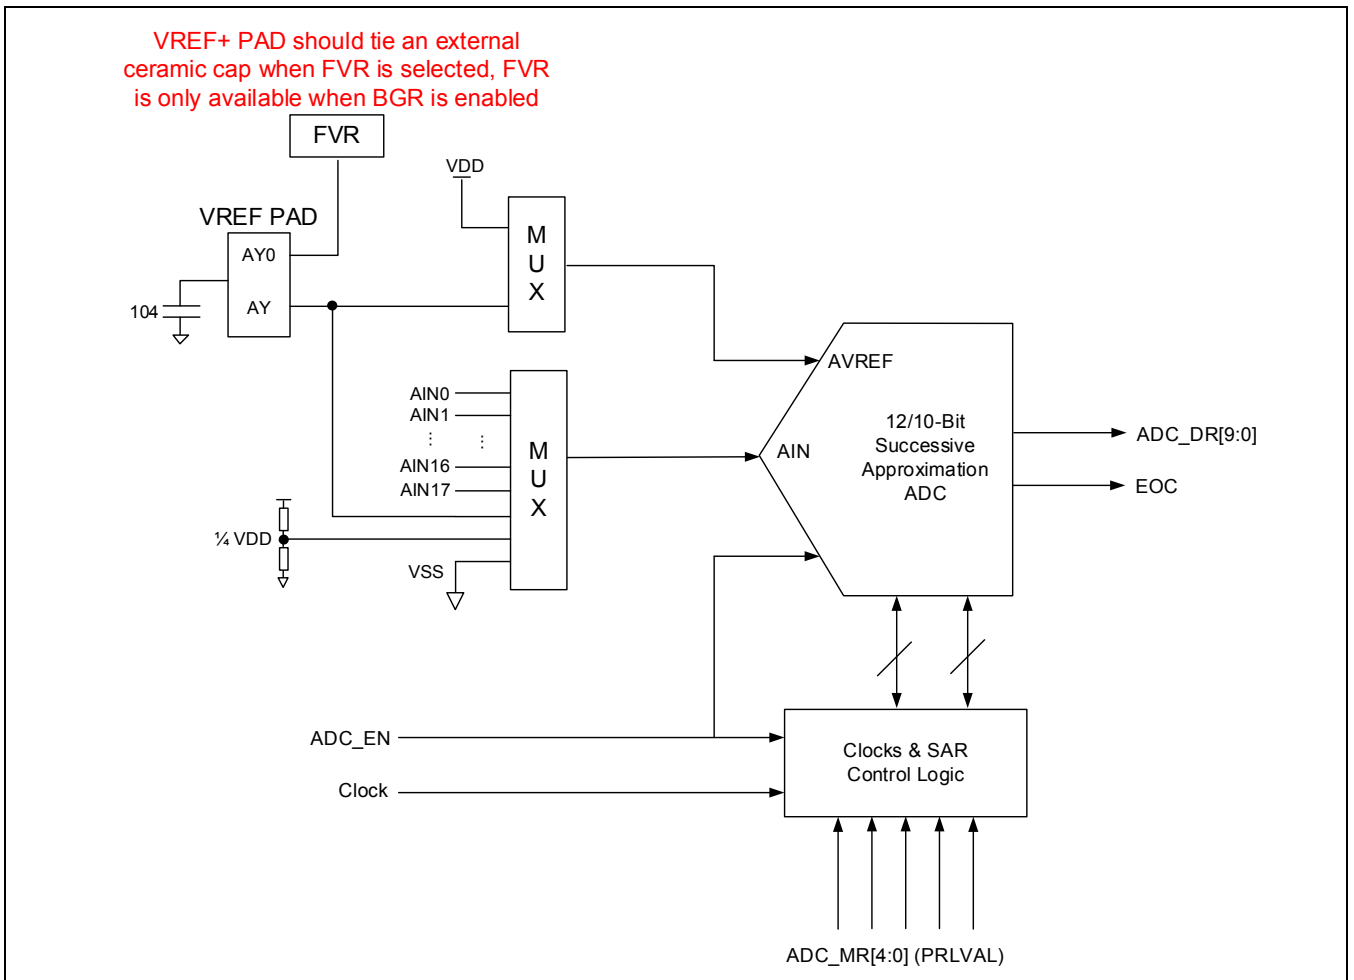 VREF+ PAD should tie an external
ceramic cap when FVR is selected, FVR
is only available when BGR is enabled
FVR
VDD
VREF PAD
AY0
AY
104
M
U
X
AVREF
AIN0
AIN1
AIN16
AIN17
M
U
X
AIN
12/10-Bit
Successive
Approximation
ADC
ADC_DR[9:0]
EOC
¼ VDD
VSS
ADC_EN
Clock
Clocks & SAR
Control Logic
ADC_MR[4:0] (PRLVAL)